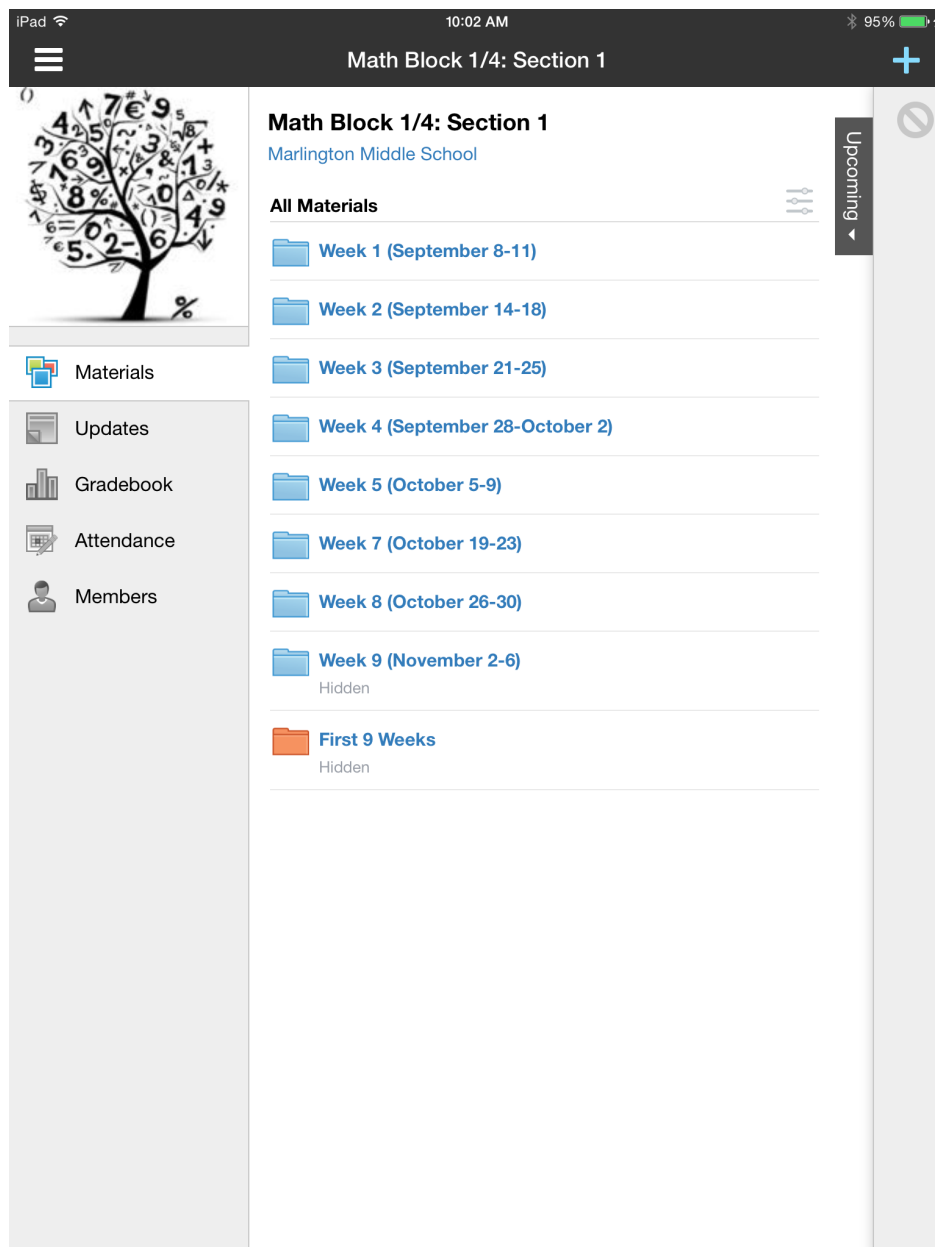 iPad 10:02 AM 95%
Math Block 1/4: Section 1
Math Block 1/4: Section 1
Marlington Middle School
Upcoming
All Materials
Week 1 (September 8-11)
Week 2 (September 14-18)
Week 3 (September 21-25)
Week 4 (September 28-October 2)
Week 5 (October 5-9)
Week 7 (October 19-23)
Week 8 (October 26-30)
Week 9 (November 2-6)
Hidden
First 9 Weeks
Hidden
Materials
Updates
Gradebook
Attendance
Members